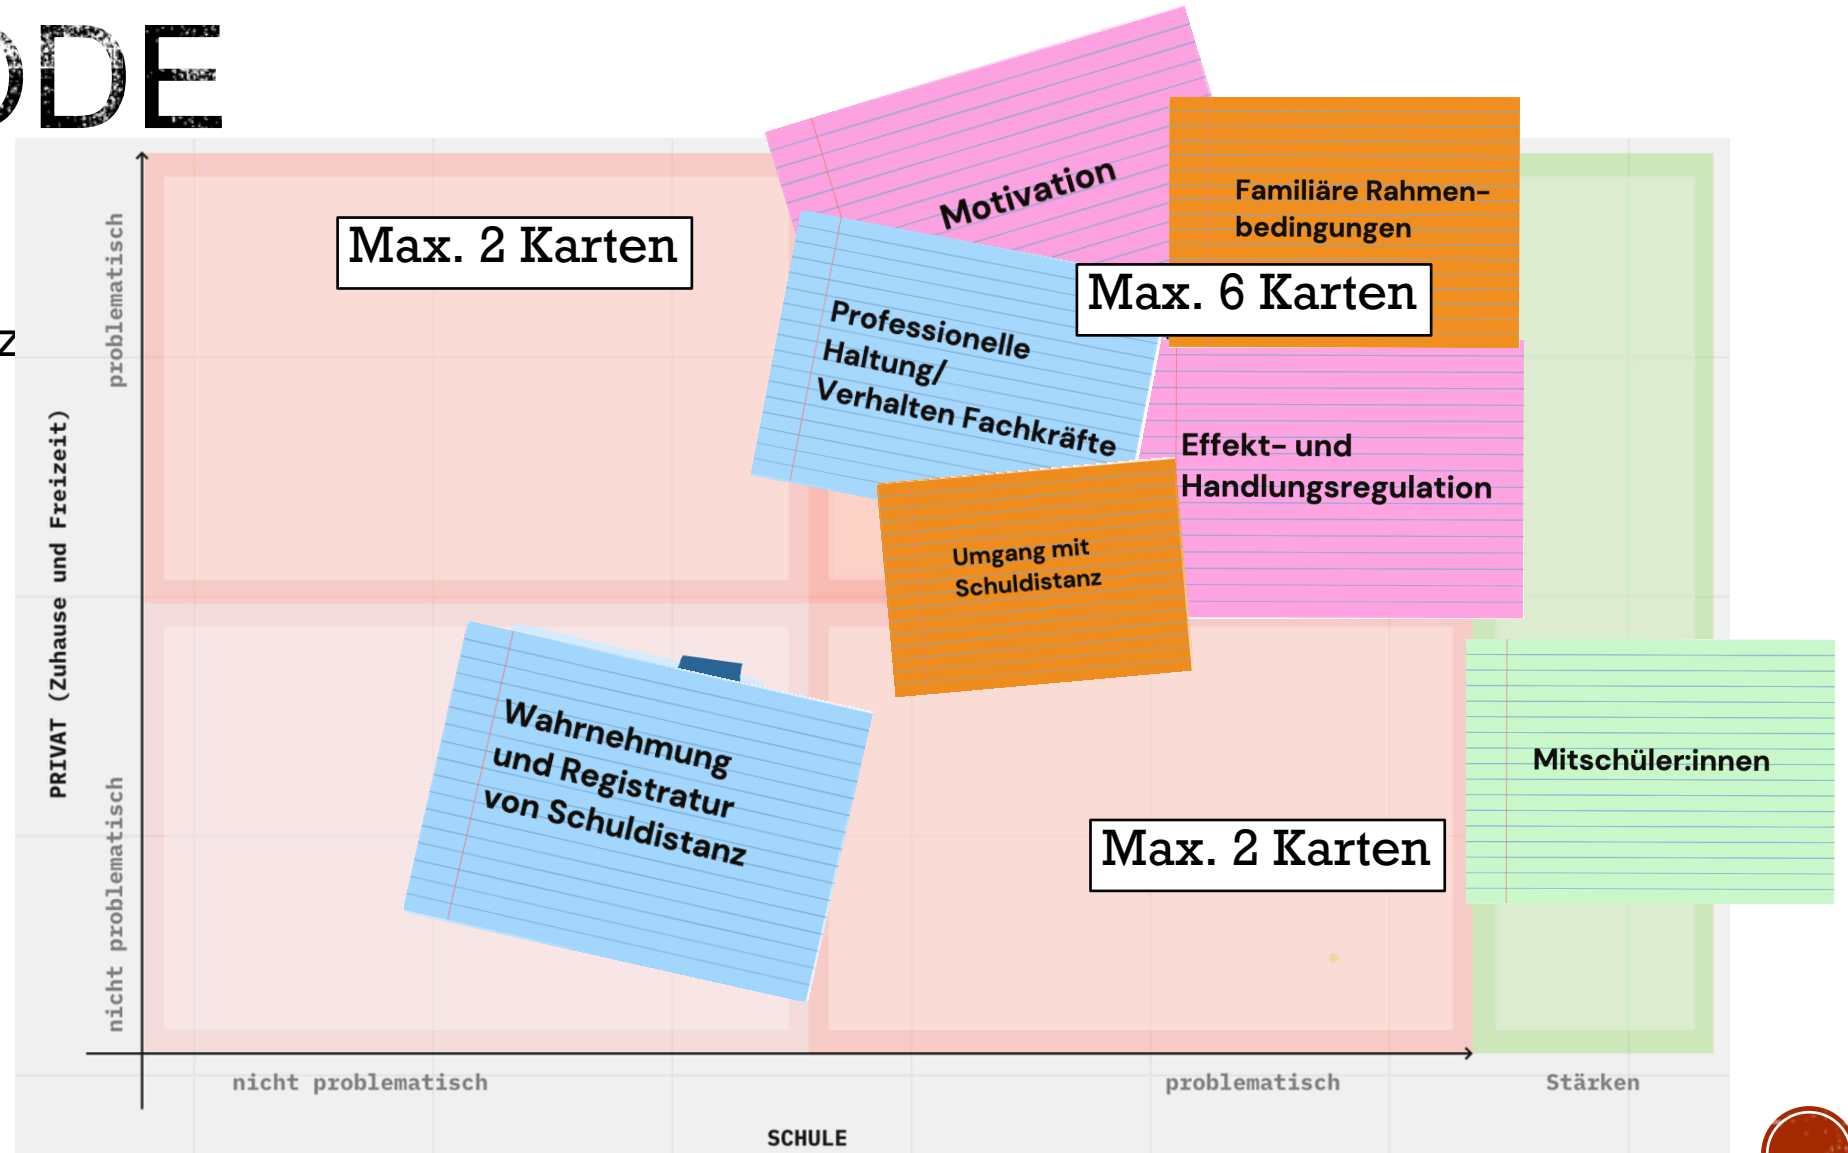 ODE
z
Motivation
Familiäre Rahmen-
bedingungen
Max. 2 Karten
Max. 6 Karten
Professionelle
Haltung/
Verhalten Fachkräfte
Effekt- und
Handlungsregulation
Umgang mit
Schuldistanz
Wahrnehmung
und Registratur
von Schuldistanz
Mitschüler:innen
Max. 2 Karten
problematisch
PRIVAT (Zuhause und Freizeit)
nicht problematisch
nicht problematisch
problematisch
Stärken
SCHULE